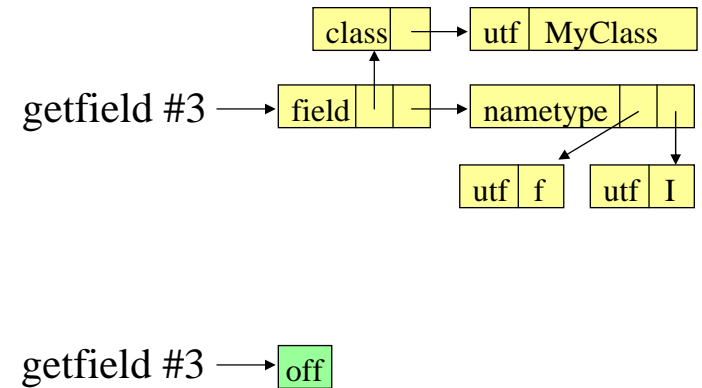 class utf MyClass
getfield #3 field nametype
utf f utf I
getfield #3 off